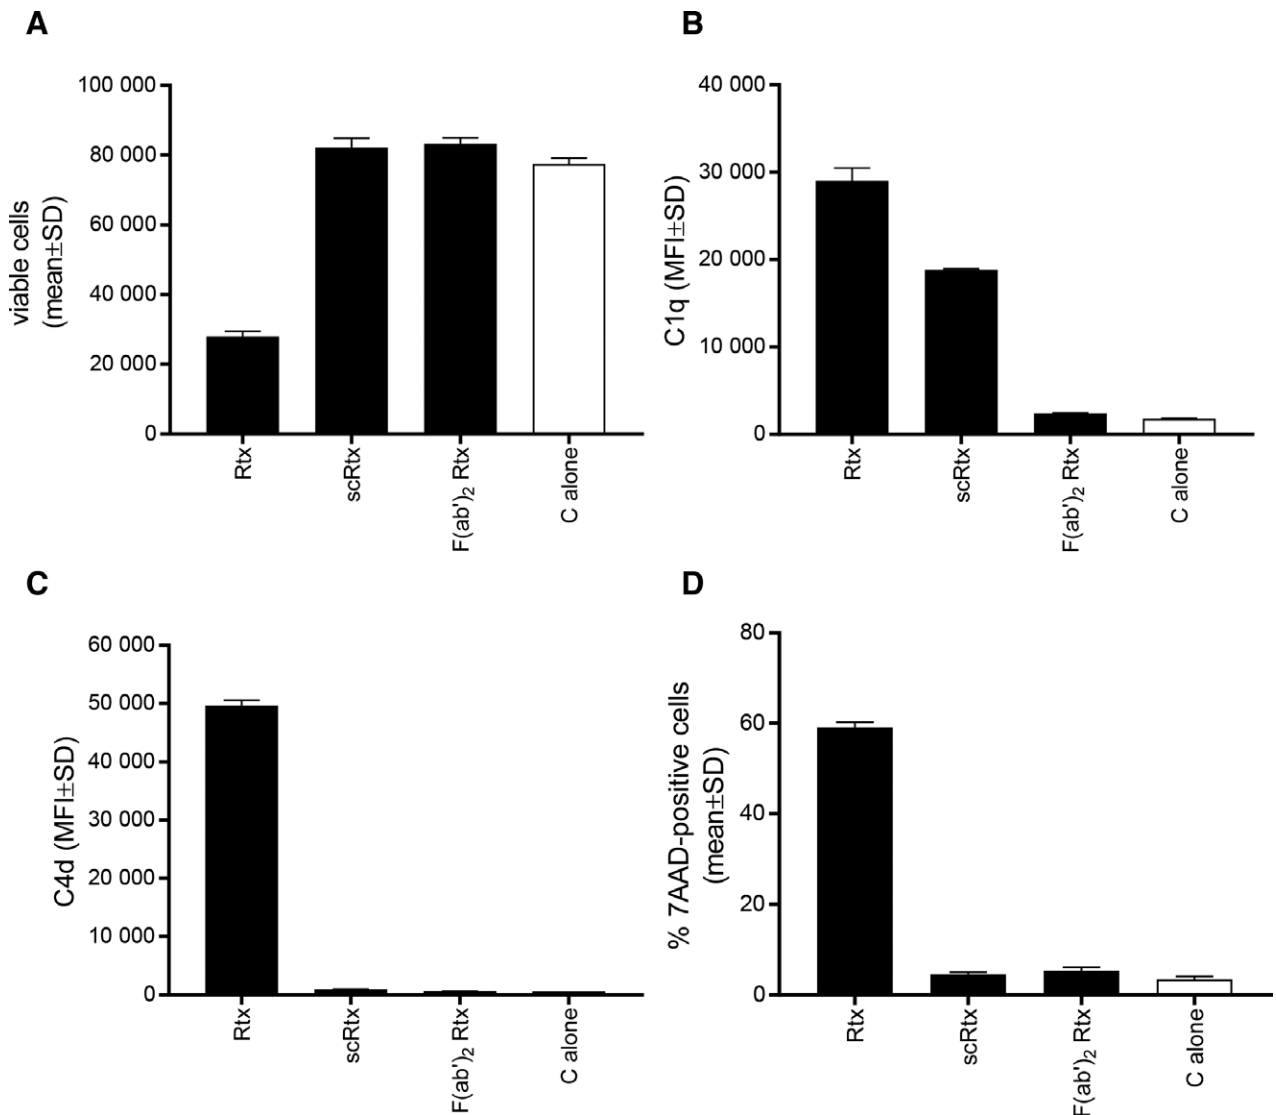 A
100 000
80 000
60 000
40 000
20 000
0
viable cells
(mean±SD)
Rtx
scRtx
F(ab')₂ Rtx
C alone
B
40 000
30 000
20 000
10 000
0
C1q (MFI±SD)
Rtx
scRtx
F(ab')₂ Rtx
C alone
C
60 000
50 000
40 000
30 000
20 000
10 000
0
C4d (MFI±SD)
Rtx
scRtx
F(ab')₂ Rtx
C alone
D
80
60
40
20
0
% 7AAD-positive cells
(mean±SD)
Rtx
scRtx
F(ab')₂ Rtx
C alone